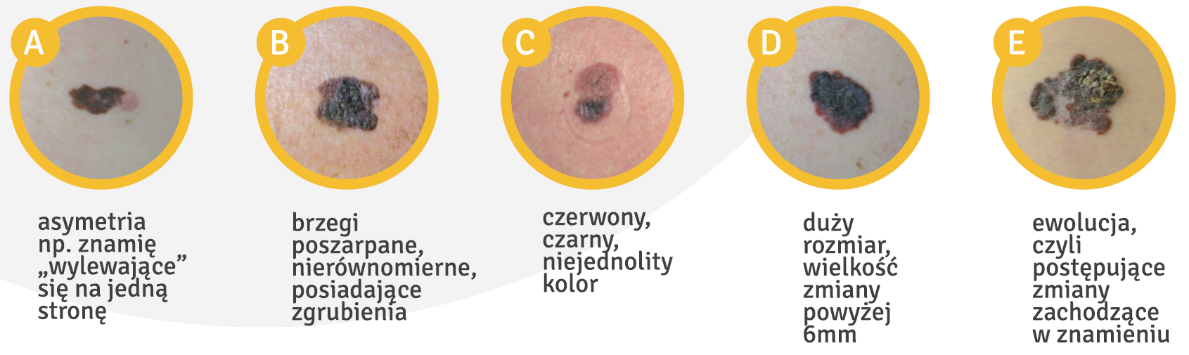 A
asymetria
np. znamię
„wylewające”
się na jedną
stronę
B
brzegi
poszarpane,
nierównomierne,
posiadające
zgrubienia
C
czerwony,
czarny,
niejednolity
kolor
D
duży
rozmiar,
wielkość
zmiany
powyżej
6mm
E
ewolucja,
czyli
postępujące
zmiany
zachodzące
w znamieniu